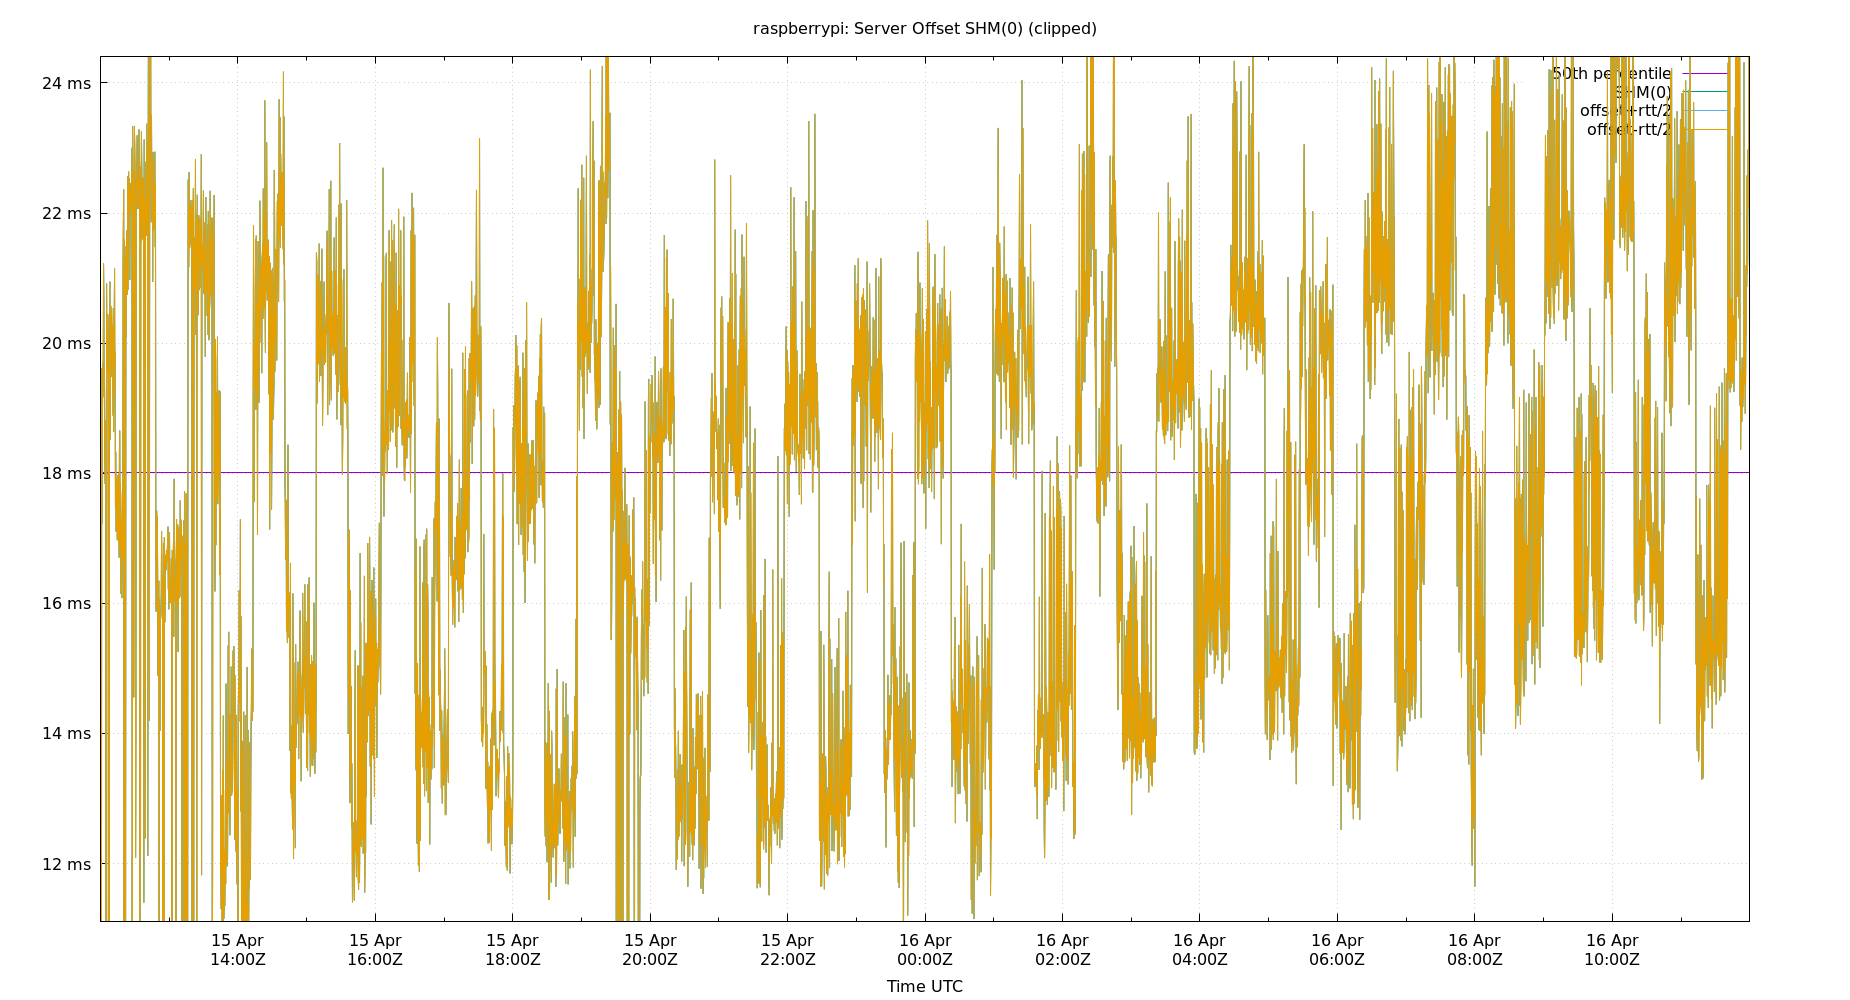 raspberrypi: Server Offset SHM(0) (clipped)
24 ms
22 ms
20 ms
18 ms
16 ms
14 ms
12 ms
50th percentile
SHM(0)
offset+rtt/2
offset-rtt/2
15 Apr 14:00Z
15 Apr 16:00Z
15 Apr 18:00Z
15 Apr 20:00Z
15 Apr 22:00Z
16 Apr 00:00Z
16 Apr 02:00Z
16 Apr 04:00Z
16 Apr 06:00Z
16 Apr 08:00Z
16 Apr 10:00Z
Time UTC